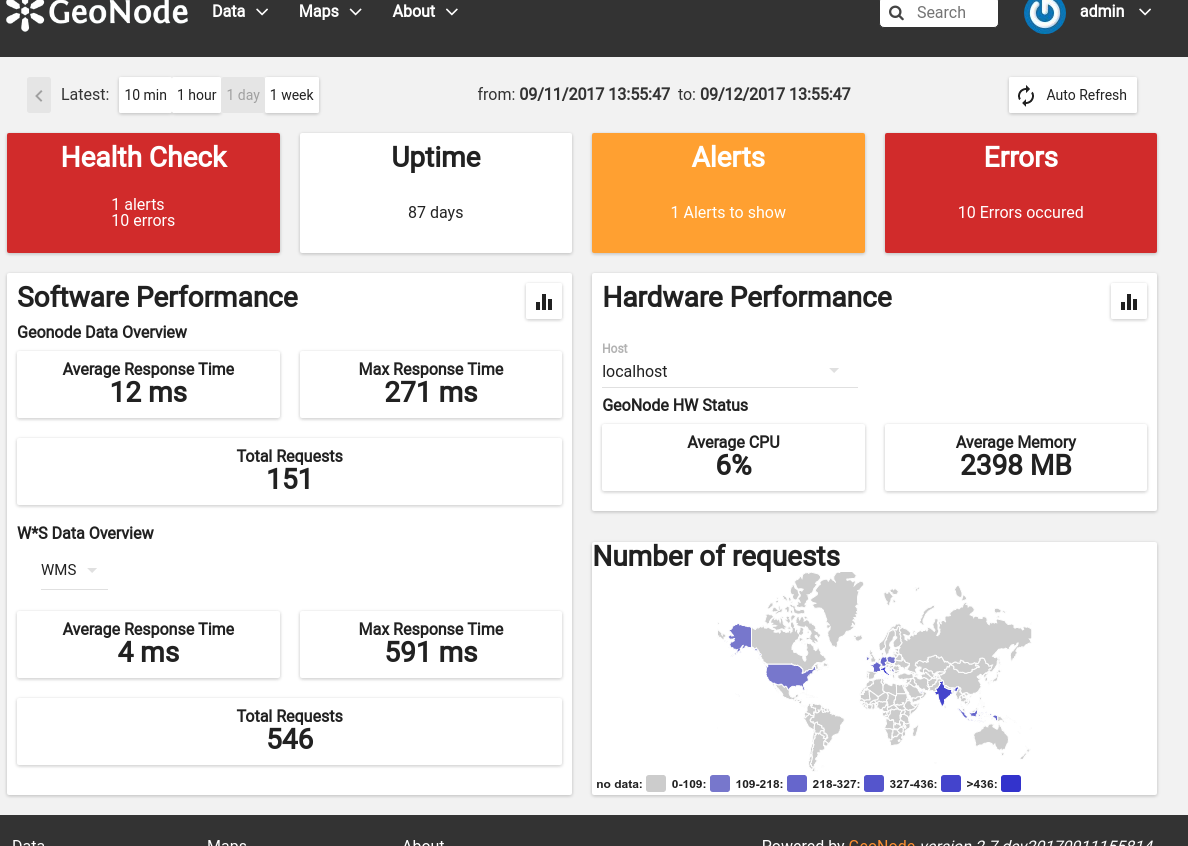 GeoNode Data Maps About Search admin
Latest: 10 min 1 hour 1 day 1 week from: 09/11/2017 13:55:47 to: 09/12/2017 13:55:47 Auto Refresh
Health Check
1 alerts
10 errors
Uptime
87 days
Alerts
1 Alerts to show
Errors
10 Errors occured
Software Performance
Geonode Data Overview
Average Response Time
12 ms
Max Response Time
271 ms
Total Requests
151
W*S Data Overview
WMS
Average Response Time
4 ms
Max Response Time
591 ms
Total Requests
546
Hardware Performance
Host
localhost
GeoNode HW Status
Average CPU
6%
Average Memory
2398 MB
Number of requests
no data: 0-109: 109-218: 218-327: 327-436: >436:
Data Maps About Powered by GeoNode version 2.7.dev20170911155814